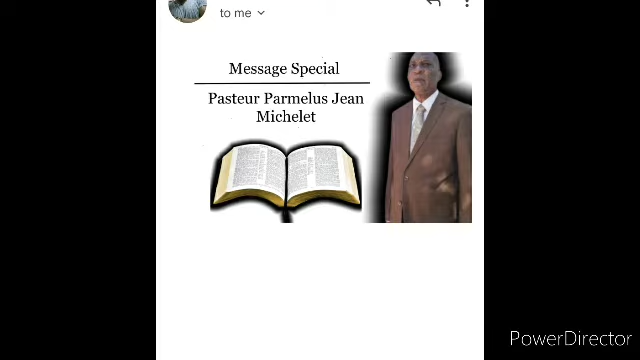 to me
Message Special
Pasteur Parmelus Jean
Michelet
PowerDirector